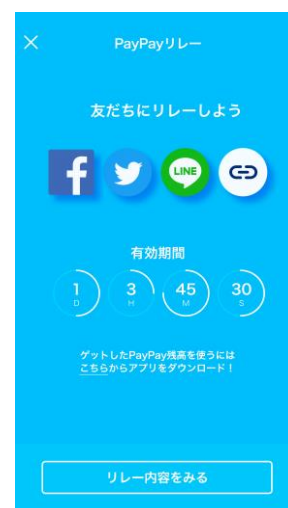 PayPayリレー
友だちにリレーしよう
f
LINE
有効期間
1 3 45 30
D H M S
ゲットしたPayPay残高を使うには
こちらからアプリをダウンロード！
リレー内容をみる